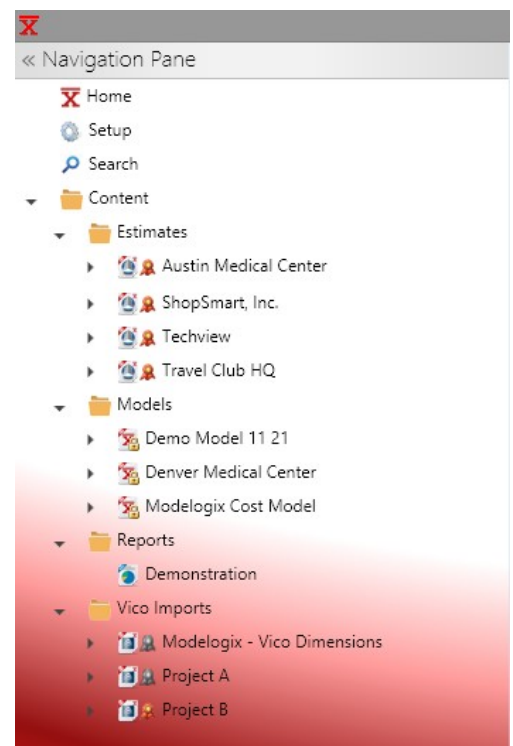 « Navigation Pane
Home
Setup
Search
Content
Estimates
Austin Medical Center
ShopSmart, Inc.
Techview
Travel Club HQ
Models
Demo Model 11 21
Denver Medical Center
Modelogix Cost Model
Reports
Demonstration
Vico Imports
Modelogix - Vico Dimensions
Project A
Project B